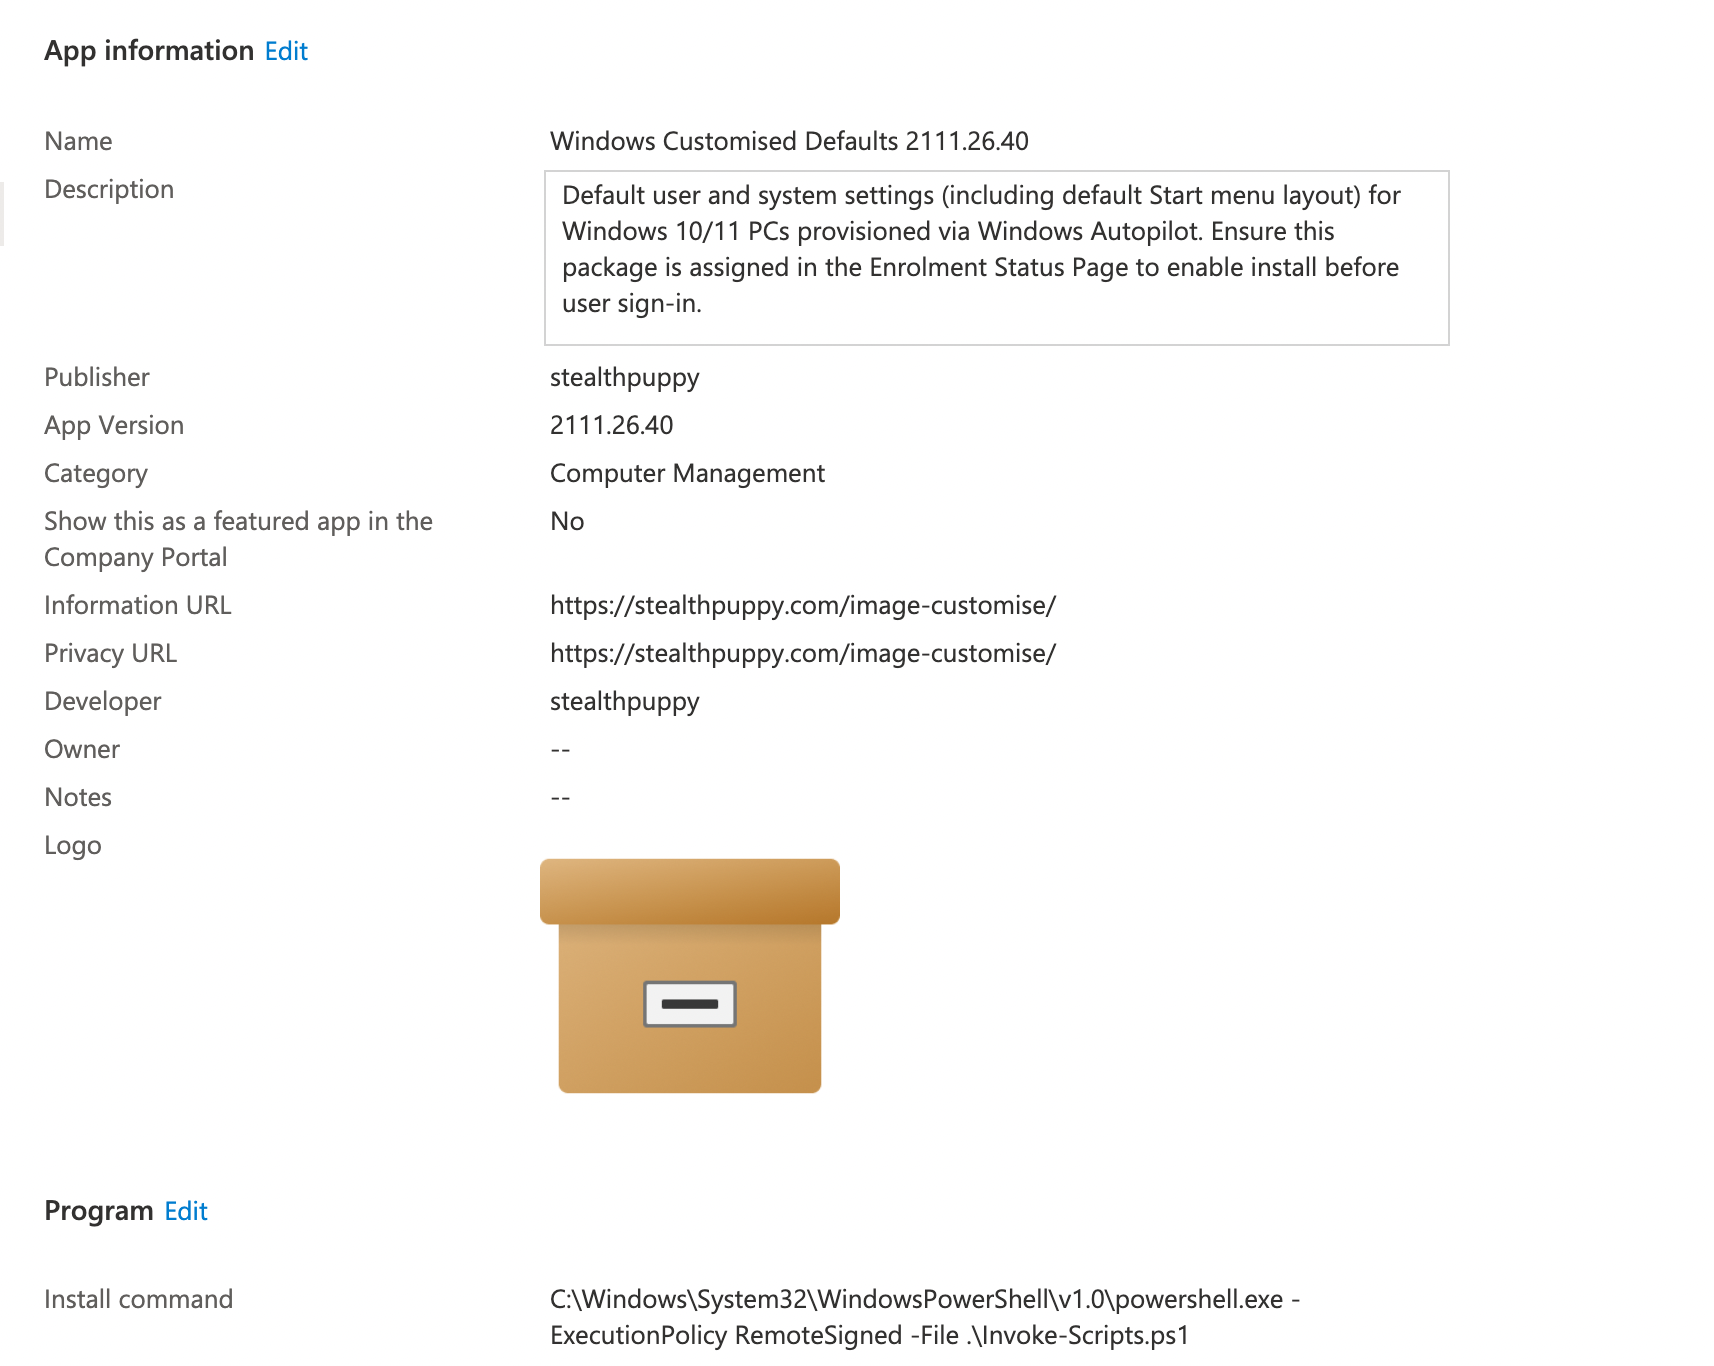 App information Edit
Name Windows Customised Defaults 2111.26.40
Description
Default user and system settings (including default Start menu layout) for
Windows 10/11 PCs provisioned via Windows Autopilot. Ensure this
package is assigned in the Enrolment Status Page to enable install before
user sign-in.
Publisher stealthpuppy
App Version 2111.26.40
Category Computer Management
Show this as a featured app in the No
Company Portal
Information URL https://stealthpuppy.com/image-customise/
Privacy URL https://stealthpuppy.com/image-customise/
Developer stealthpuppy
Owner --
Notes --
Logo
Program Edit
Install command C:\Windows\System32\WindowsPowerShell\v1.0\powershell.exe -
ExecutionPolicy RemoteSigned -File .\Invoke-Scripts.ps1